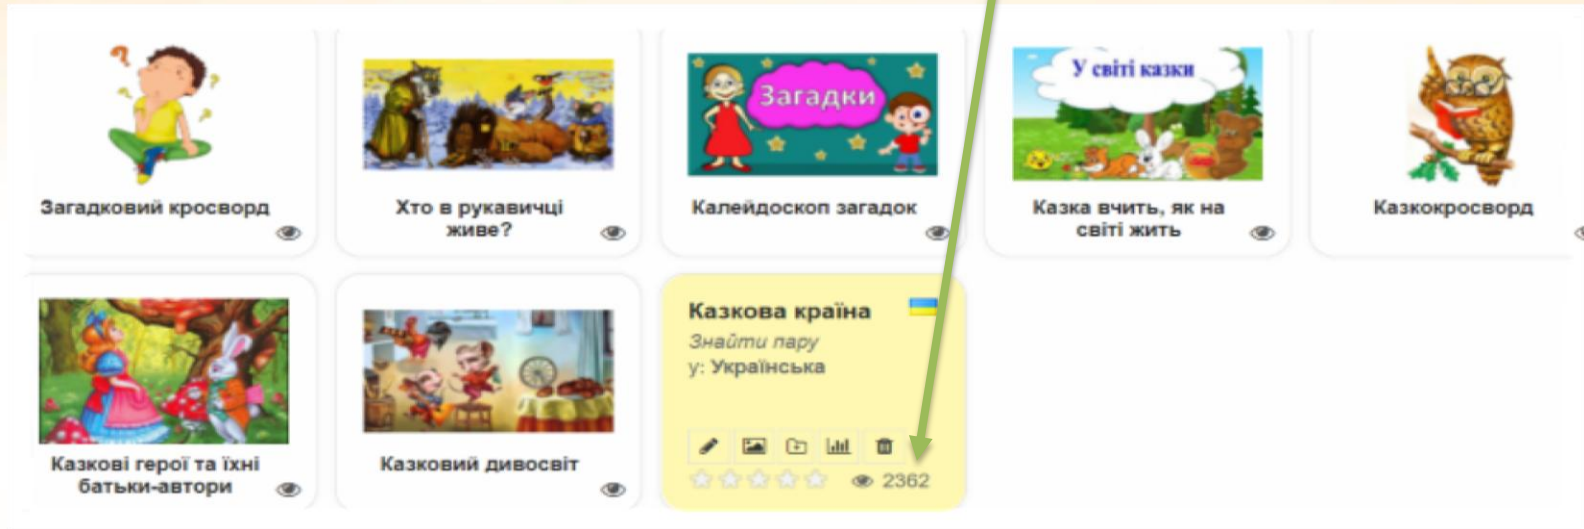 Загадки
У світі казки
Загадковий кросворд
Хто в рукавичці
живе?
Калейдоскоп загадок
Казка вчить, як на
світі жить
Казкокросворд
Казкові герої та їхні
батьки-автори
Казковий дивосвіт
Казкова країна
Знайти пару
у: Українська
2362